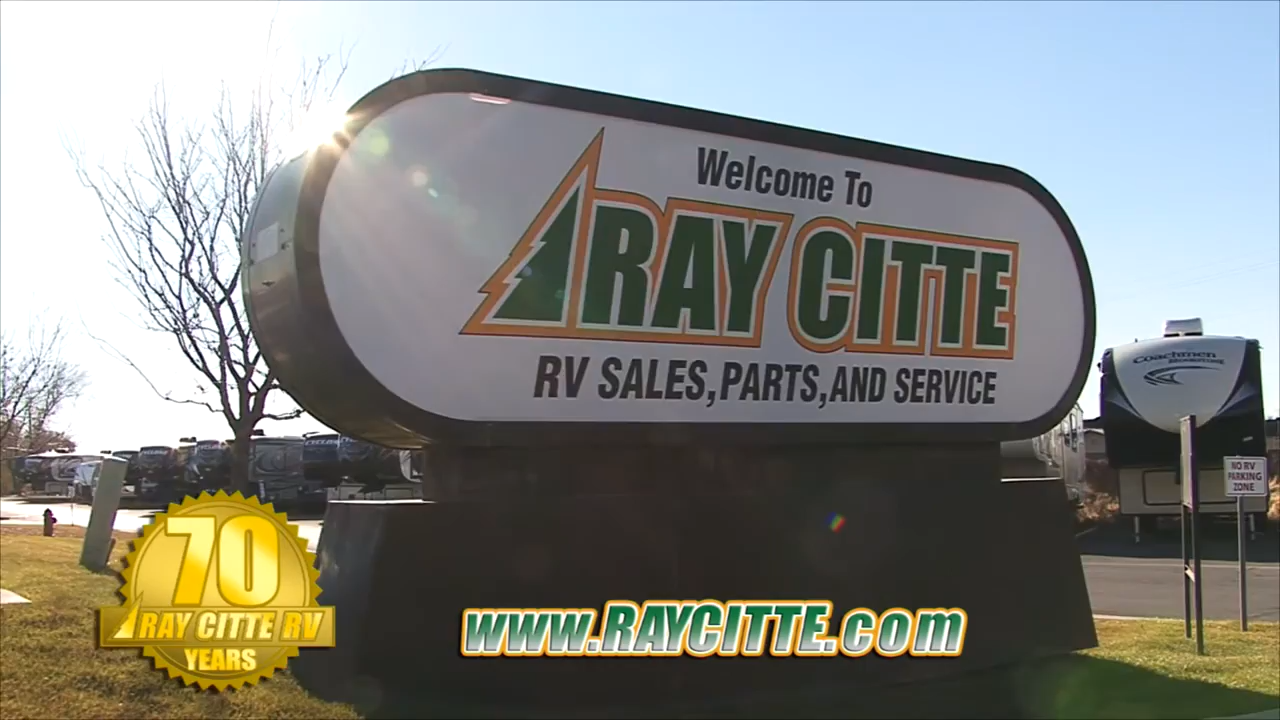 Welcome To
RAY CITTE
RV SALES, PARTS, AND SERVICE
Coachmen
NO RV
PARKING
ZONE
70
RAY CITTE RV
YEARS
www.RAYCITTE.com